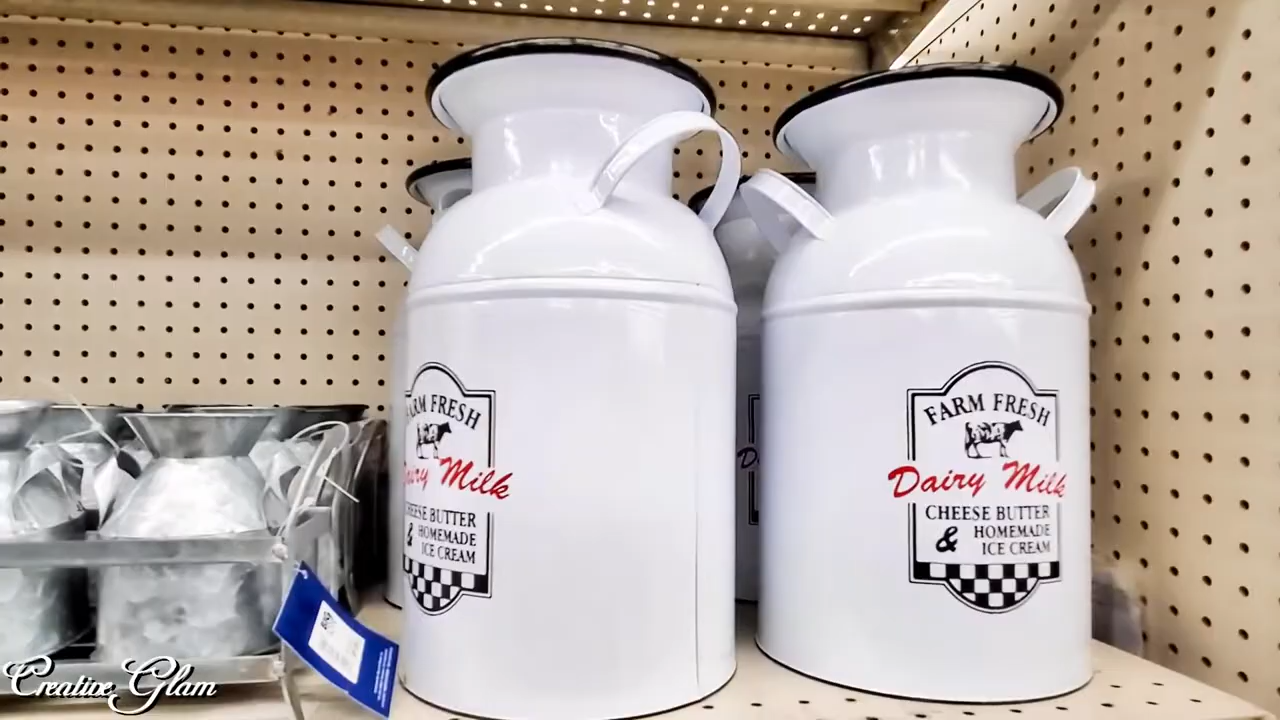 FARM FRESH
Dairy Milk
CHEESE BUTTER
& HOMEMADE
ICE CREAM
FARM FRESH
Dairy Milk
CHEESE BUTTER
& HOMEMADE
ICE CREAM
Creative Glam